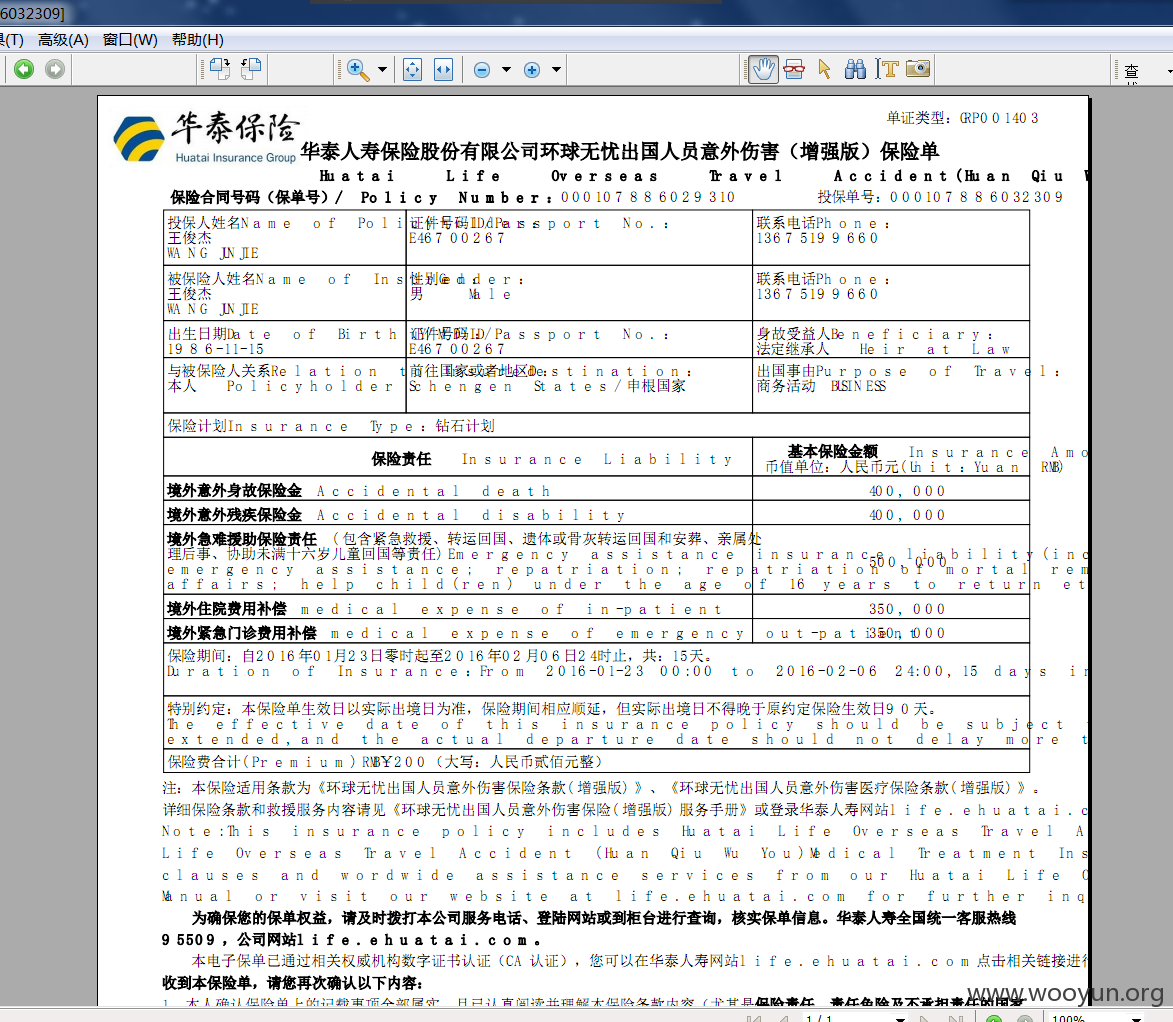 6032309]
具(T) 高级(A) 窗口(W) 帮助(H)
查
华泰保险
Huatai Insurance Group
单证类型：GRP001403
华泰人寿保险股份有限公司环球无忧出国人员意外伤害（增强版）保险单
Huatai Life Overseas Travel Accident(Huan Qiu W
保险合同号码（保单号）/ Policy Number：000107886029310 投保单号：000107886032309
投保人姓名Name of Poli 证件号码ID/Passport No.： 联系电话Phone：
王俊杰 E46700267 13675199660
WANG JUNJIE
被保险人姓名Name of Ins 性别Gender： 联系电话Phone：
王俊杰 男 Male 13675199660
WANG JUNJIE
出生日期Date of Birth 证件号码ID/Passport No.： 身故受益人Beneficiary：
1986-11-15 E46700267 法定继承人 Heir at Law
与被保险人关系Relation t 前往国家或者地区Destination： 出国事由Purpose of Travel：
本人 Policyholder Schengen States/申根国家 商务活动 BUSINESS
保险计划Insurance Type：钻石计划
保险责任 Insurance Liability 基本保险金额 Insurance Amo
币值单位：人民币元(Unit：Yuan RMB)
境外意外身故保险金 Accidental death 400,000
境外意外残疾保险金 Accidental disability 400,000
境外急难援助保险责任 （包含紧急救援、转运回国、遗体或骨灰转运回国和安葬、亲属处
理后事、协助未满十六岁儿童回国等责任)Emergency assistance insurance liability(inc
500,000
emergency assistance; repatriation; repatriation of mortal rem
affairs; help child(ren) under the age of 16 years to return et
境外住院费用补偿 medical expense of in-patient 350,000
境外紧急门诊费用补偿 medical expense of emergency out-patient 350,000
保险期间：自2016年01月23日零时起至2016年02月06日24时止，共：15天。
Duration of Insurance：From 2016-01-23 00:00 to 2016-02-06 24:00,15 days in
特别约定：本保险单生效日以实际出境日为准，保险期间相应顺延，但实际出境日不得晚于原约定保险生效日90天。
The effective date of this insurance policy should be subject
extended,and the actual departure date should not delay more t
保险费合计(Premium)RMB¥200（大写：人民币贰佰元整）
注：本保险适用条款为《环球无忧出国人员意外伤害保险条款(增强版)》、《环球无忧出国人员意外伤害医疗保险条款(增强版)》。
详细保险条款和救援服务内容请见《环球无忧出国人员意外伤害保险(增强版)服务手册》或登录华泰人寿网站life.ehuatai.c
Note:This insurance policy includes Huatai Life Overseas Travel A
Life Overseas Travel Accident (Huan Qiu Wu You)Medical Treatment Ins
clauses and wordwide assistance services from our Huatai Life O
Manual or visit our website at life.ehuatai.com for further inq
为确保您的保单权益，请及时拨打本公司服务电话、登陆网站或到柜台进行查询，核实保单信息。华泰人寿全国统一客服热线
95509，公司网站life.ehuatai.com。
本电子保单已通过相关权威机构数字证书认证（CA认证），您可以在华泰人寿网站life.ehuatai.com点击相关链接进行
收到本保险单，请您再次确认以下内容：
1、本人确认保险单上的记载事项全部属实，且已认真阅读并理解本保险条款内容（尤其是保险责任、责任免除及不承担责任的国家
www.wooyun.org
1/1 100%